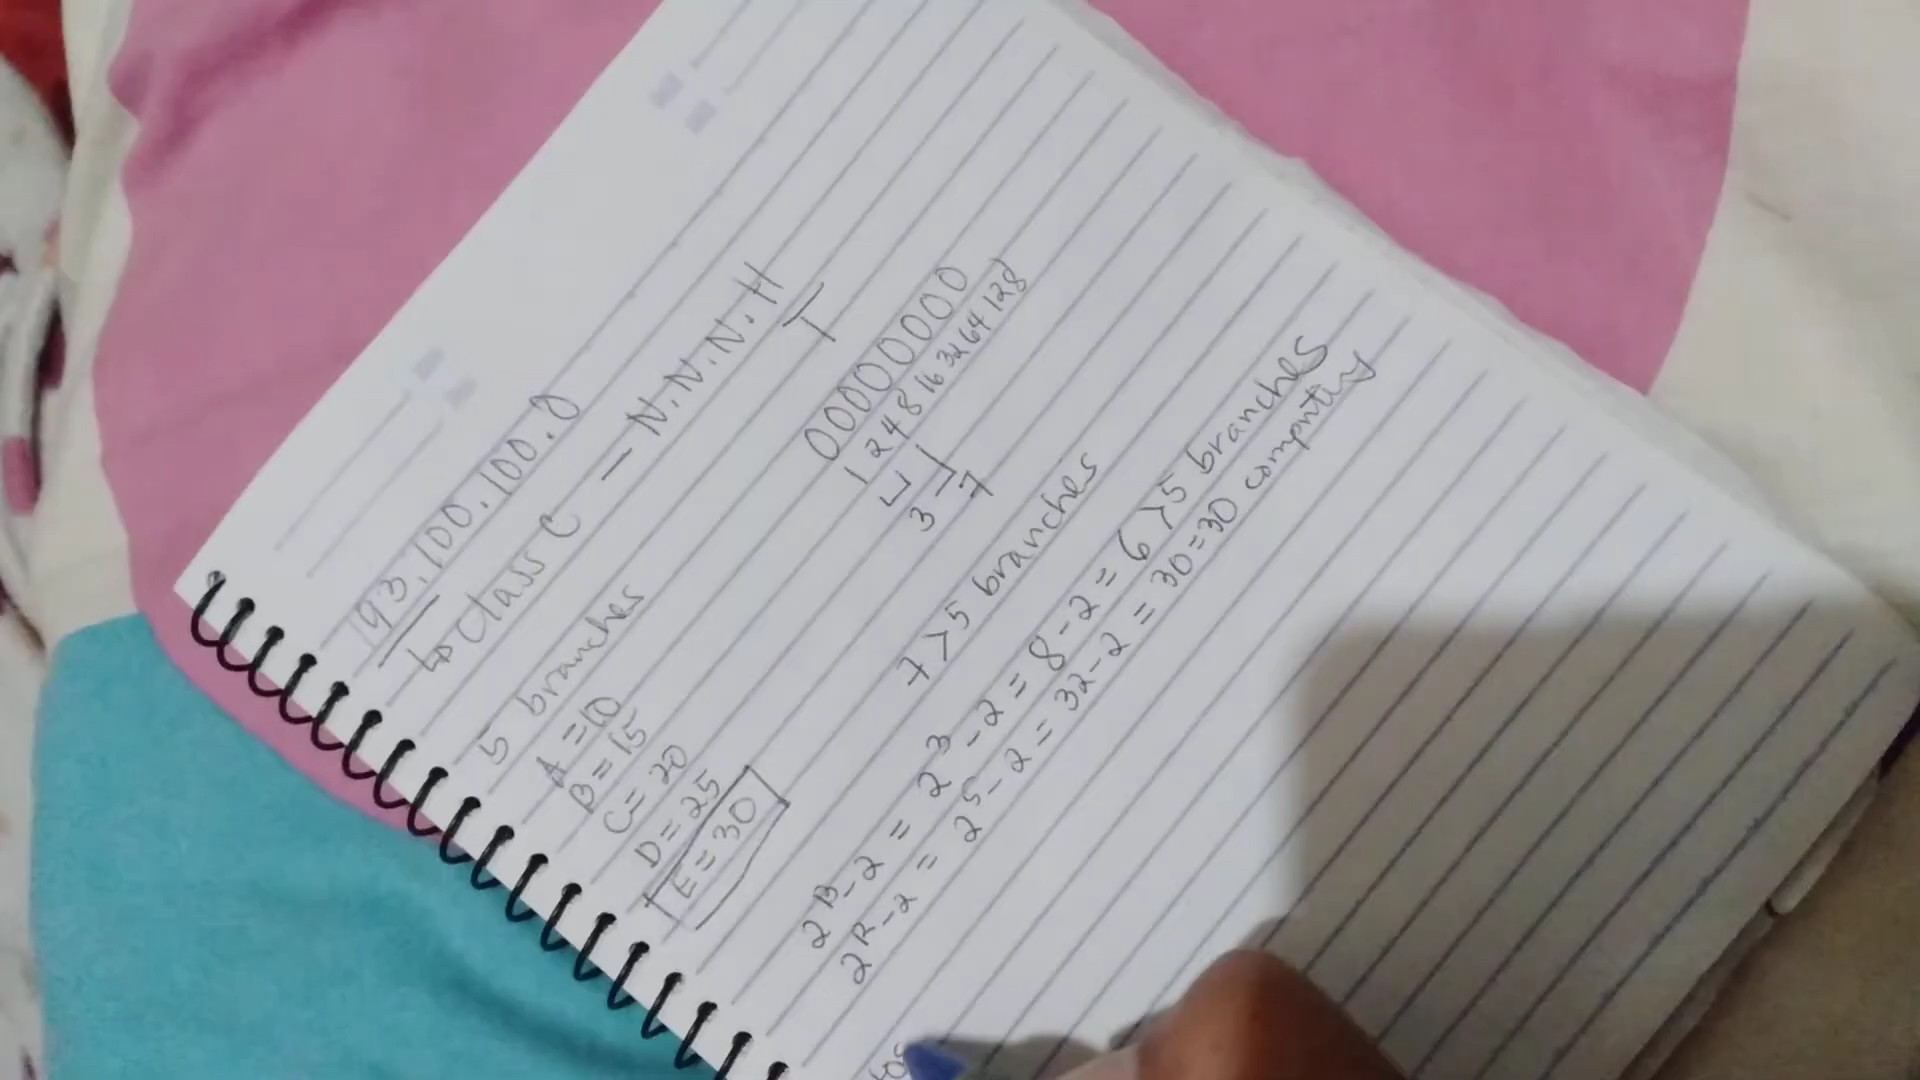 193.100.100.0
↳ class C — N.N.N.H
5 branches
A = 10
B = 15
C = 20
D = 25
E = 30
00000000
1 2 4 8 16 32 64 128
3
7
7 > 5 branches
2^B - 2 = 2^3 - 2 = 8 - 2 = 6 > 5 branches
2^R - 2 = 2^5 - 2 = 32 - 2 = 30 = 30